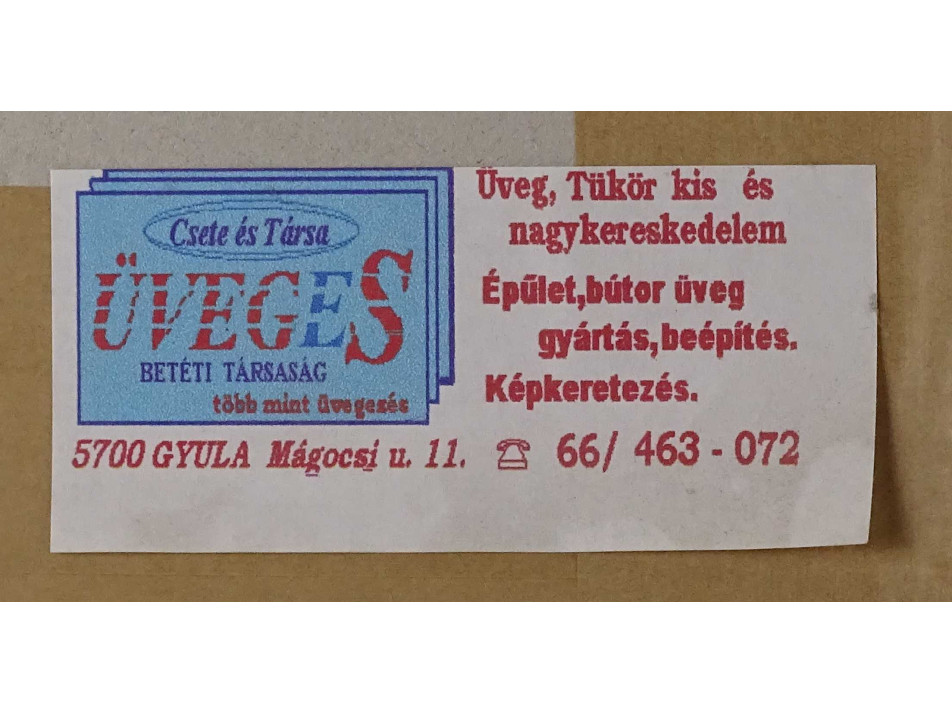 Csete és Társa
ÜVEGES
BETÉTI TÁRSASÁG
több mint üvegezés
Üveg, Tükör kis és
nagykereskedelem
Épület,bútor üveg
gyártás,beépítés.
Képkeretezés.
5700 GYULA Mágocsi u. 11. ☎ 66/ 463 - 072